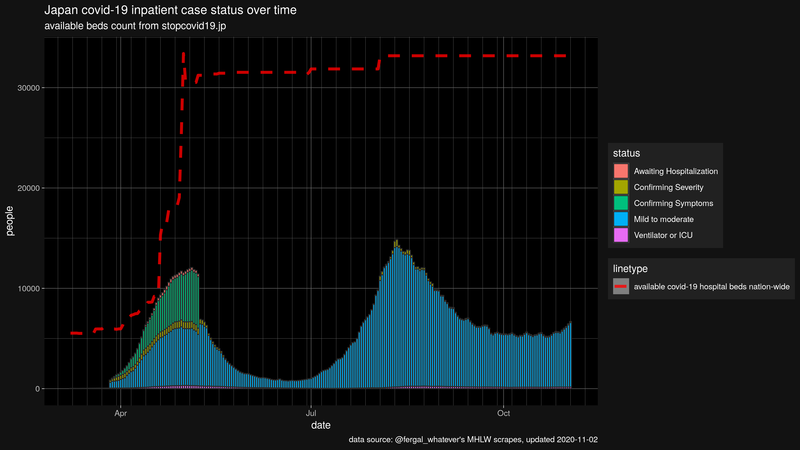 Japan covid-19 inpatient case status over time
available beds count from stopcovid19.jp
30000
20000
10000
0
people
Apr
Jul
Oct
date
status
Awaiting Hospitalization
Confirming Severity
Confirming Symptoms
Mild to moderate
Ventilator or ICU
linetype
available covid-19 hospital beds nation-wide
data source: @fergal_whatever's MHLW scrapes, updated 2020-11-02